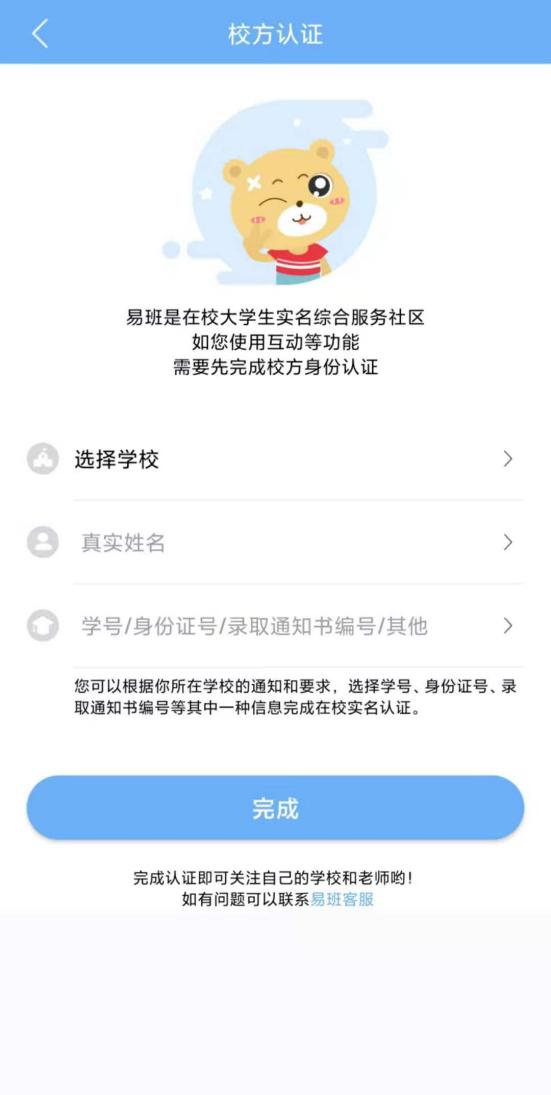 校方认证
易班是在校大学生实名综合服务社区
如您使用互动等功能
需要先完成校方身份认证
选择学校
真实姓名
学号/身份证号/录取通知书编号/其他
您可以根据你所在学校的通知和要求，选择学号、身份证号、录
取通知书编号等其中一种信息完成在校实名认证。
完成
完成认证即可关注自己的学校和老师哟！
如有问题可以联系易班客服